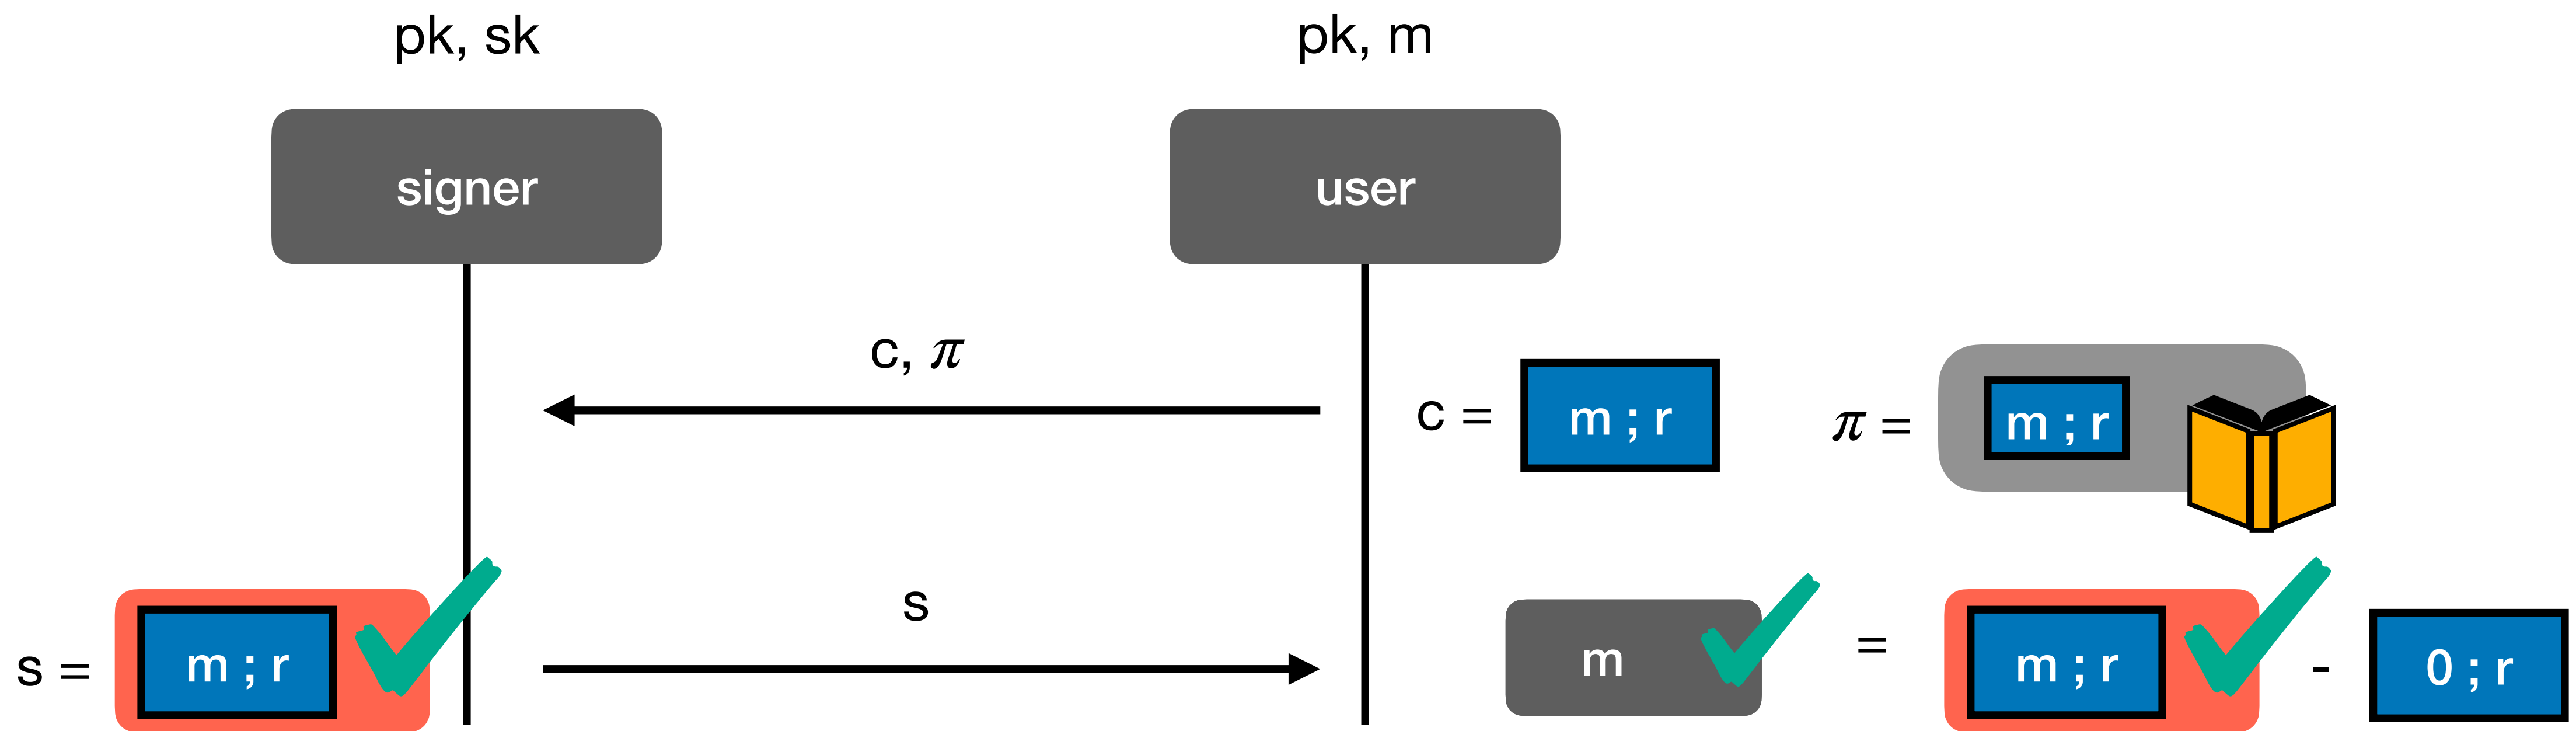 pk, sk
pk, m
signer
user
c, π
c =
m ; r
π =
m ; r
s =
m ; r
s
m
=
m ; r
-
0 ; r